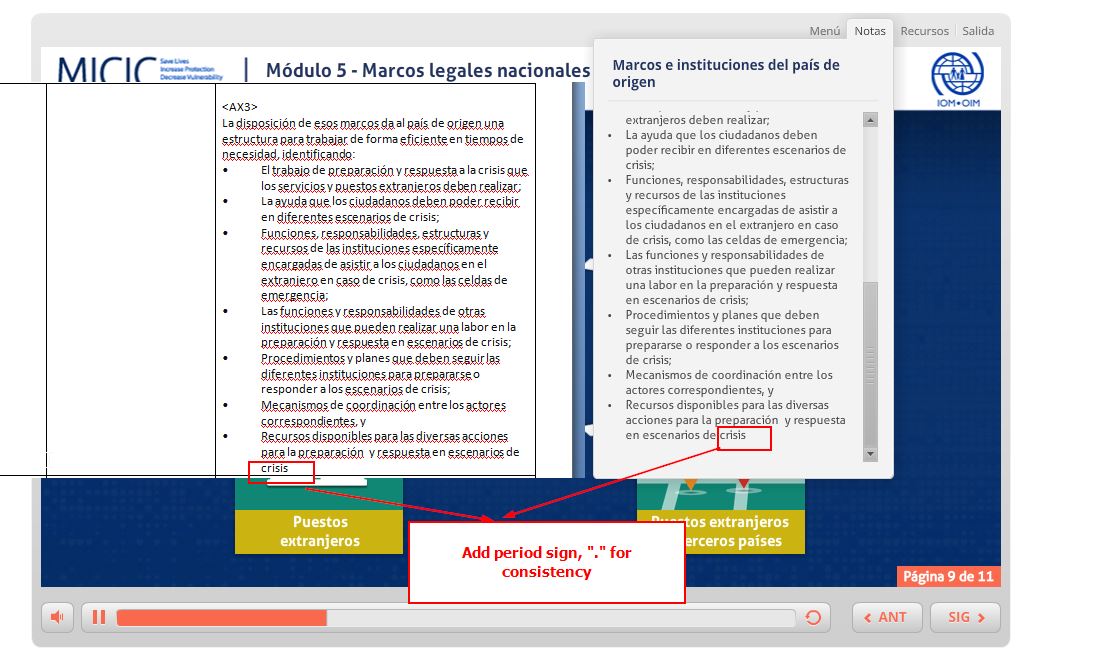 Menú Notas Recursos Salida
MICIC
Save Lives
Increase Protection
Decrease Vulnerability
Módulo 5 - Marcos legales nacionales
IOM•OIM
<AX3>
La disposición de esos marcos da al país de origen una
estructura para trabajar de forma eficiente en tiempos de
necesidad, identificando:
• El trabajo de preparación y respuesta a la crisis que
los servicios y puestos extranjeros deben realizar;
• La ayuda que los ciudadanos deben poder recibir
en diferentes escenarios de crisis;
• Funciones, responsabilidades, estructuras y
recursos de las instituciones específicamente
encargadas de asistir a los ciudadanos en el
extranjero en caso de crisis, como las celdas de
emergencia;
• Las funciones y responsabilidades de otras
instituciones que pueden realizar una labor en la
preparación y respuesta en escenarios de crisis;
• Procedimientos y planes que deben seguir las
diferentes instituciones para prepararse o
responder a los escenarios de crisis;
• Mecanismos de coordinación entre los actores
correspondientes, y
• Recursos disponibles para las diversas acciones
para la preparación  y respuesta en escenarios de
crisis
Marcos e instituciones del país de
origen
extranjeros deben realizar;
• La ayuda que los ciudadanos deben
poder recibir en diferentes escenarios de
crisis;
• Funciones, responsabilidades, estructuras
y recursos de las instituciones
específicamente encargadas de asistir a
los ciudadanos en el extranjero en caso
de crisis, como las celdas de emergencia;
• Las funciones y responsabilidades de
otras instituciones que pueden realizar
una labor en la preparación y respuesta
en escenarios de crisis;
• Procedimientos y planes que deben
seguir las diferentes instituciones para
prepararse o responder a los escenarios
de crisis;
• Mecanismos de coordinación entre los
actores correspondientes, y
• Recursos disponibles para las diversas
acciones para la preparación  y respuesta
en escenarios de crisis
Puestos
extranjeros
Puestos extranjeros
terceros países
Add period sign, "." for
consistency
Página 9 de 11
ANT
SIG